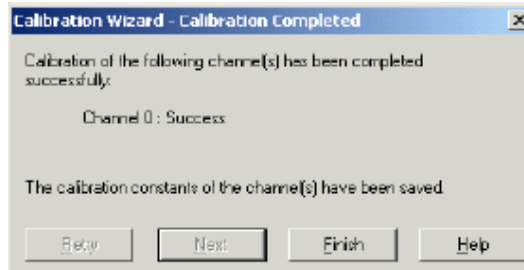 Calibration Wizard - Calibration Completed
Calibration of the following channel(s) has been completed
successfully:
Channel 0 : Success
The calibration constants of the channel(s) have been saved.
Retry Next Finish Help